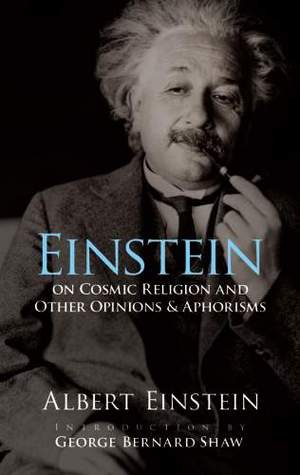 EINSTEIN
ON COSMIC RELIGION AND
OTHER OPINIONS & APHORISMS
ALBERT EINSTEIN
INTRODUCTION BY
GEORGE BERNARD SHAW